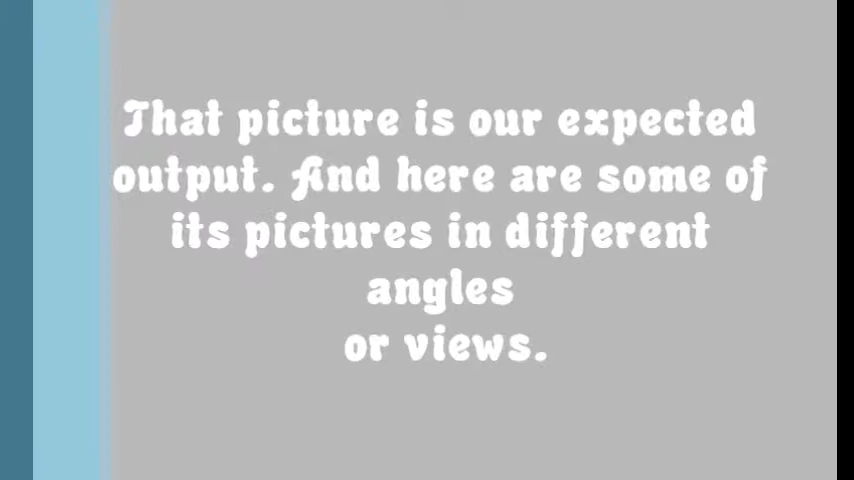 That picture is our expected
output. And here are some of
its pictures in different
angles
or views.